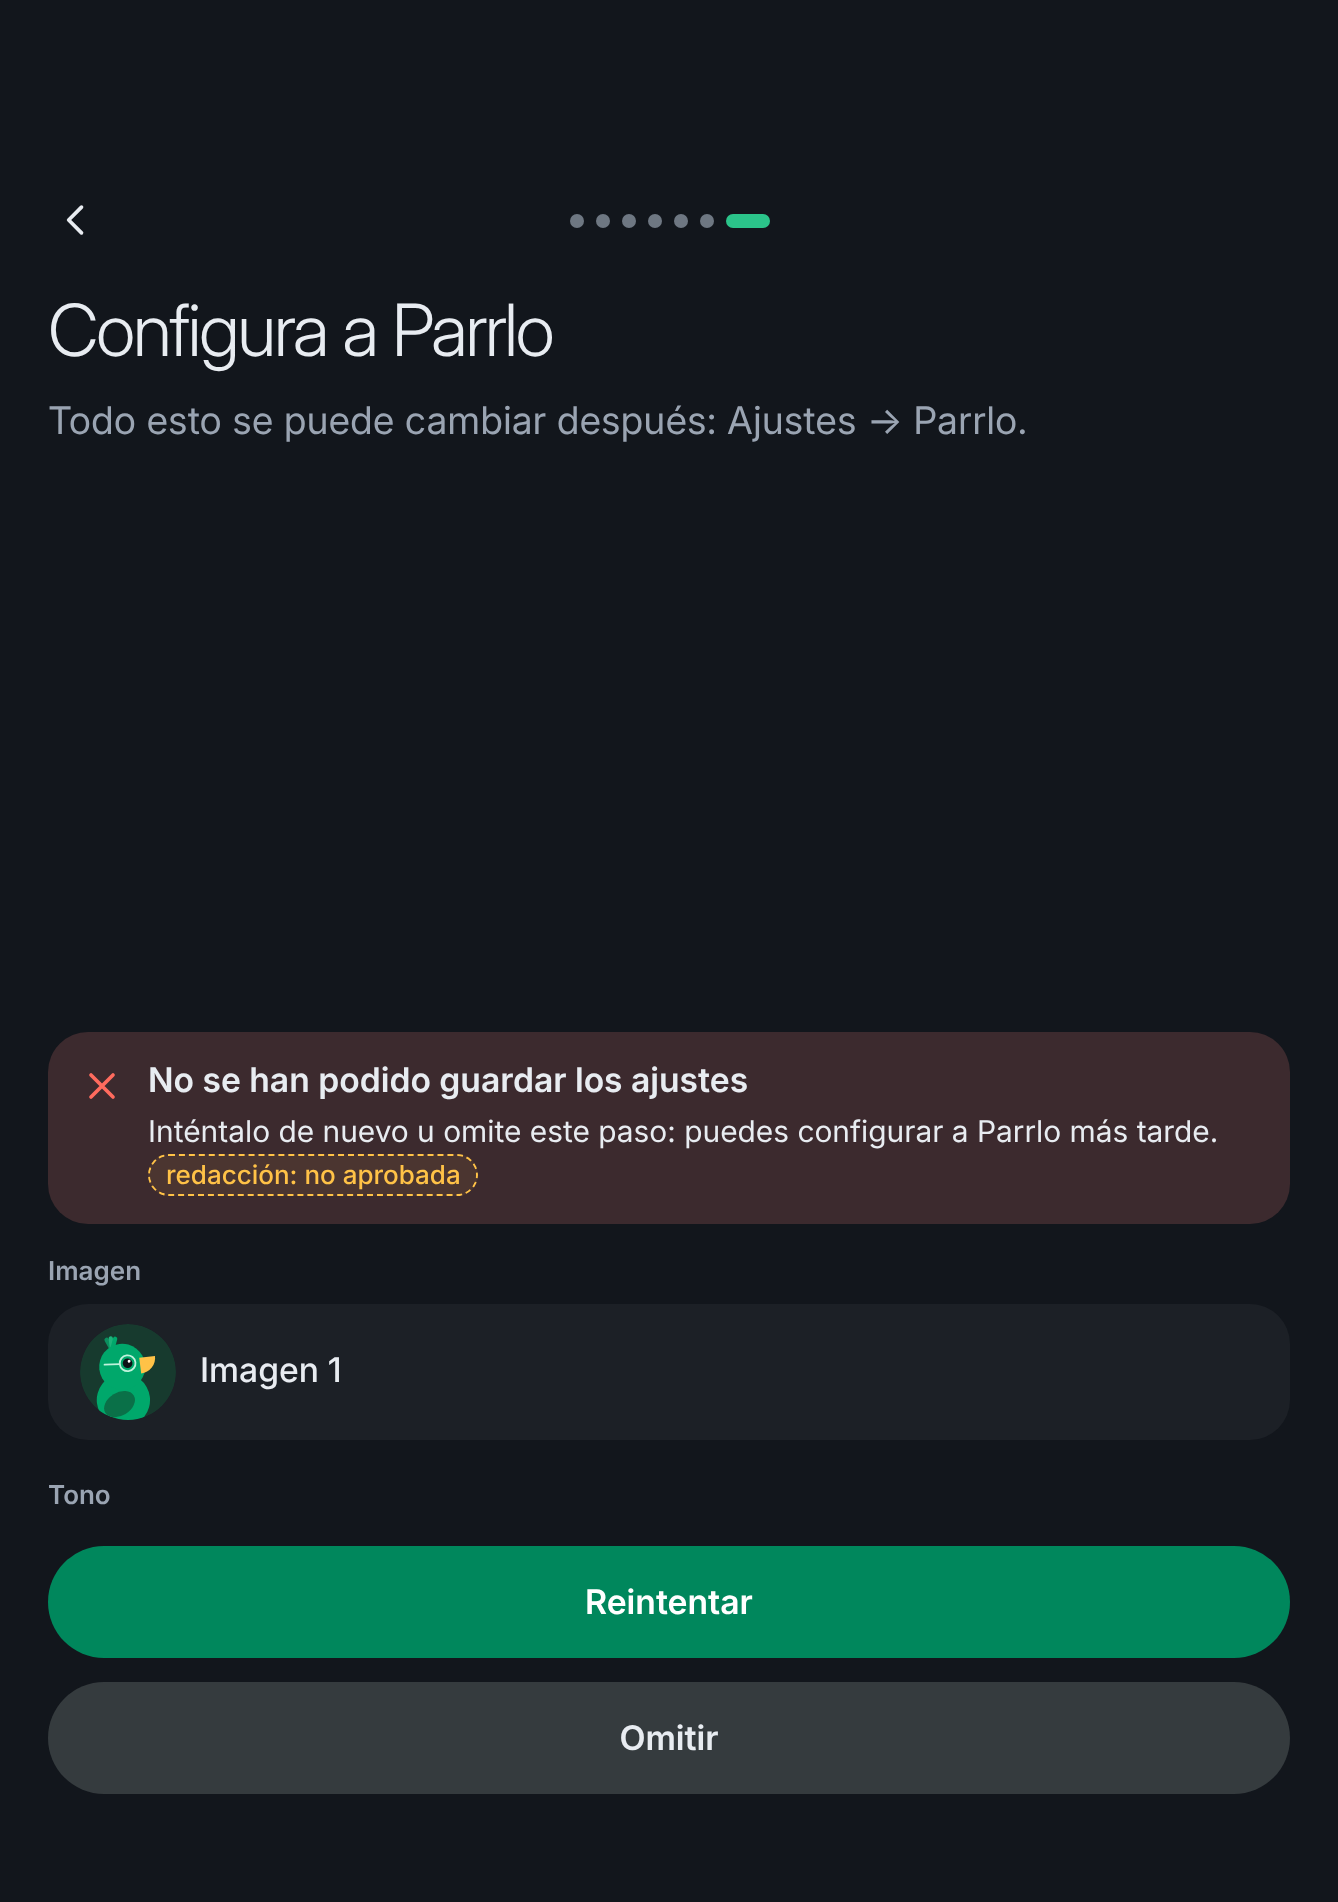 Configura a Parrlo
Todo esto se puede cambiar después: Ajustes → Parrlo.
No se han podido guardar los ajustes
Inténtalo de nuevo u omite este paso: puedes configurar a Parrlo más tarde.
redacción: no aprobada
Imagen
Imagen 1
Tono
Reintentar
Omitir